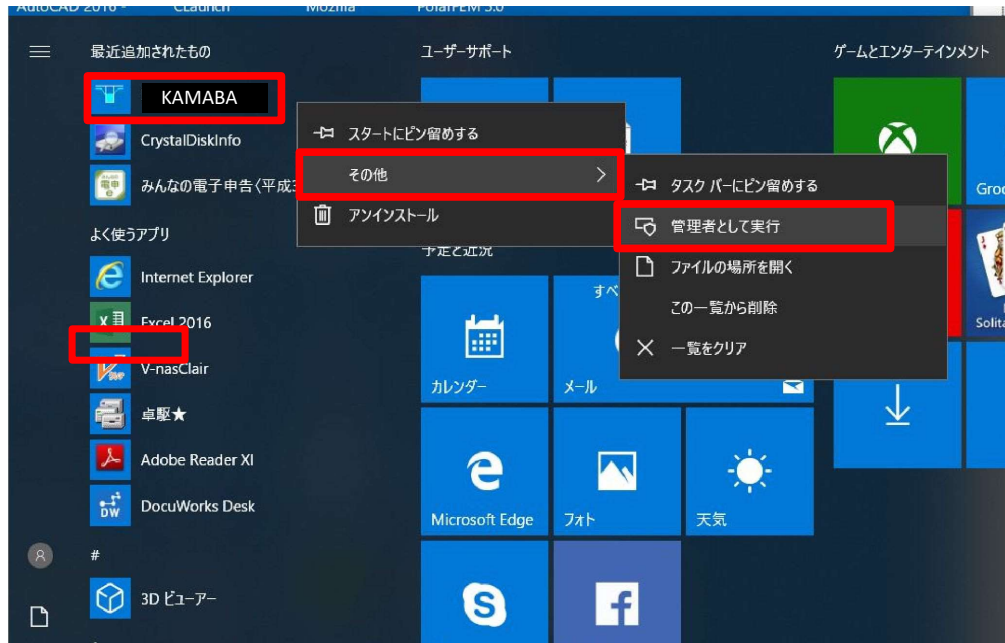 AutoCAD 2016 -
CLaunch
Mozilla
PolarFEM 5.0
最近追加されたもの
KAMABA
CrystalDiskInfo
みんなの電子申告〈平成
よく使うアプリ
Internet Explorer
Excel 2016
V-nasClair
卓駆★
Adobe Reader XI
DW
DocuWorks Desk
#
3D ビューアー
スタートにピン留めする
その他
アンインストール
タスク バーにピン留めする
管理者として実行
ファイルの場所を開く
この一覧から削除
一覧をクリア
ユーザーサポート
予定と近況
すべ
カレンダー
メール
Microsoft Edge
フォト
天気
ゲームとエンターテインメント
Groo
Solita